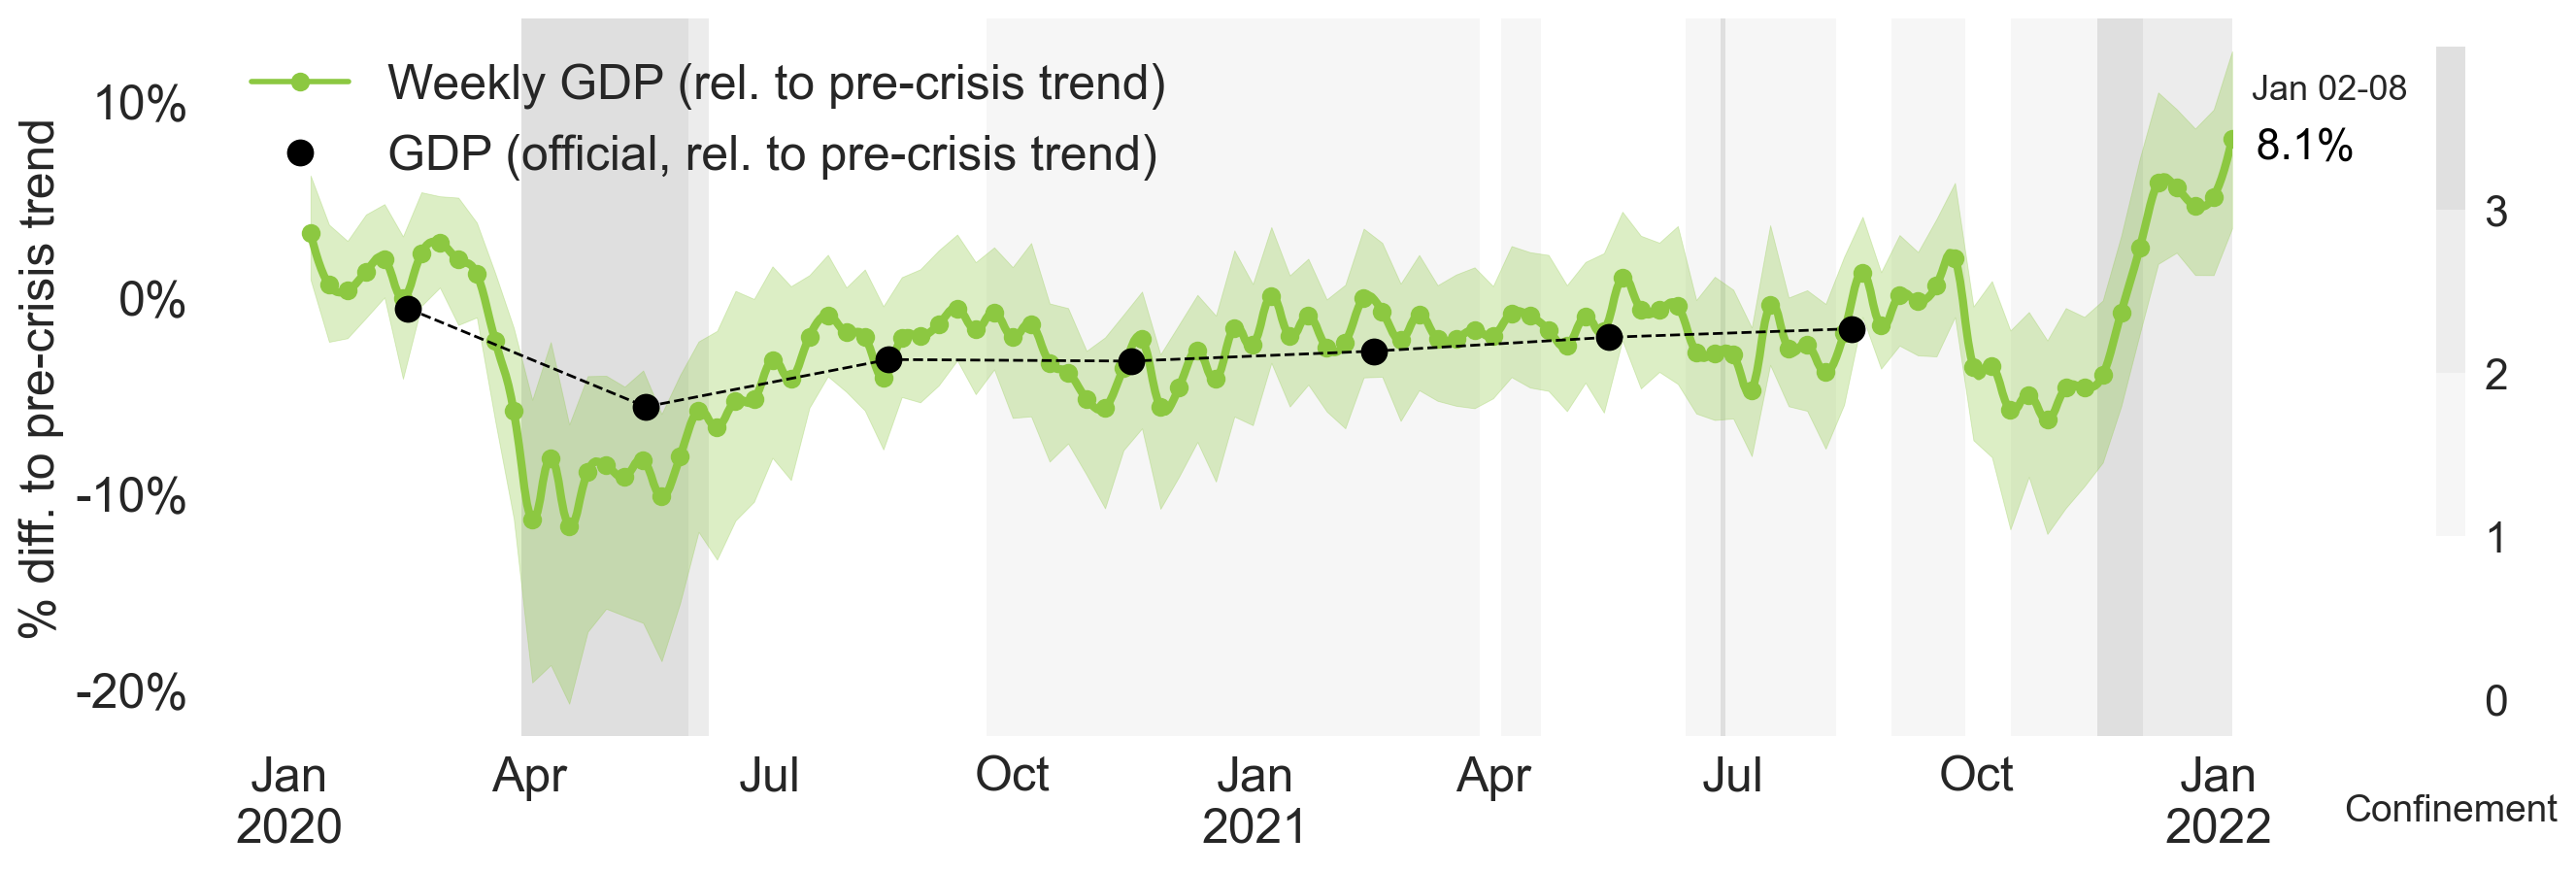 Weekly GDP (rel. to pre-crisis trend)
GDP (official, rel. to pre-crisis trend)
% diff. to pre-crisis trend
10%
0%
-10%
-20%
Jan
2020
Apr
Jul
Oct
Jan
2021
Apr
Jul
Oct
Jan
2022
Jan 02-08
8.1%
3
2
1
0
Confinement